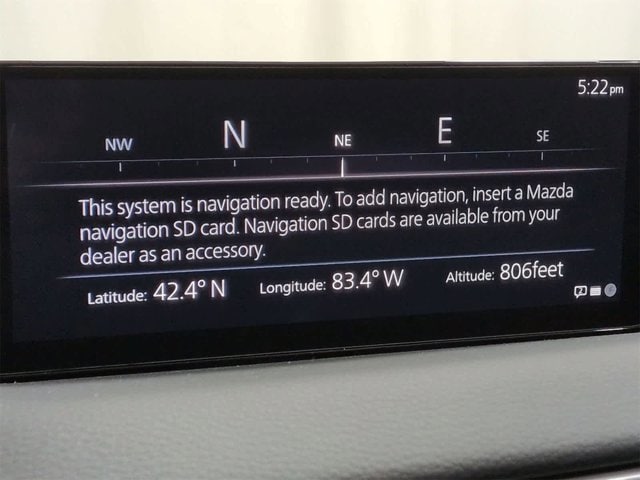 5:22pm
NW N NE E SE
This system is navigation ready. To add navigation, insert a Mazda
navigation SD card. Navigation SD cards are available from your
dealer as an accessory.
Latitude: 42.4° N Longitude: 83.4° W Altitude: 806feet